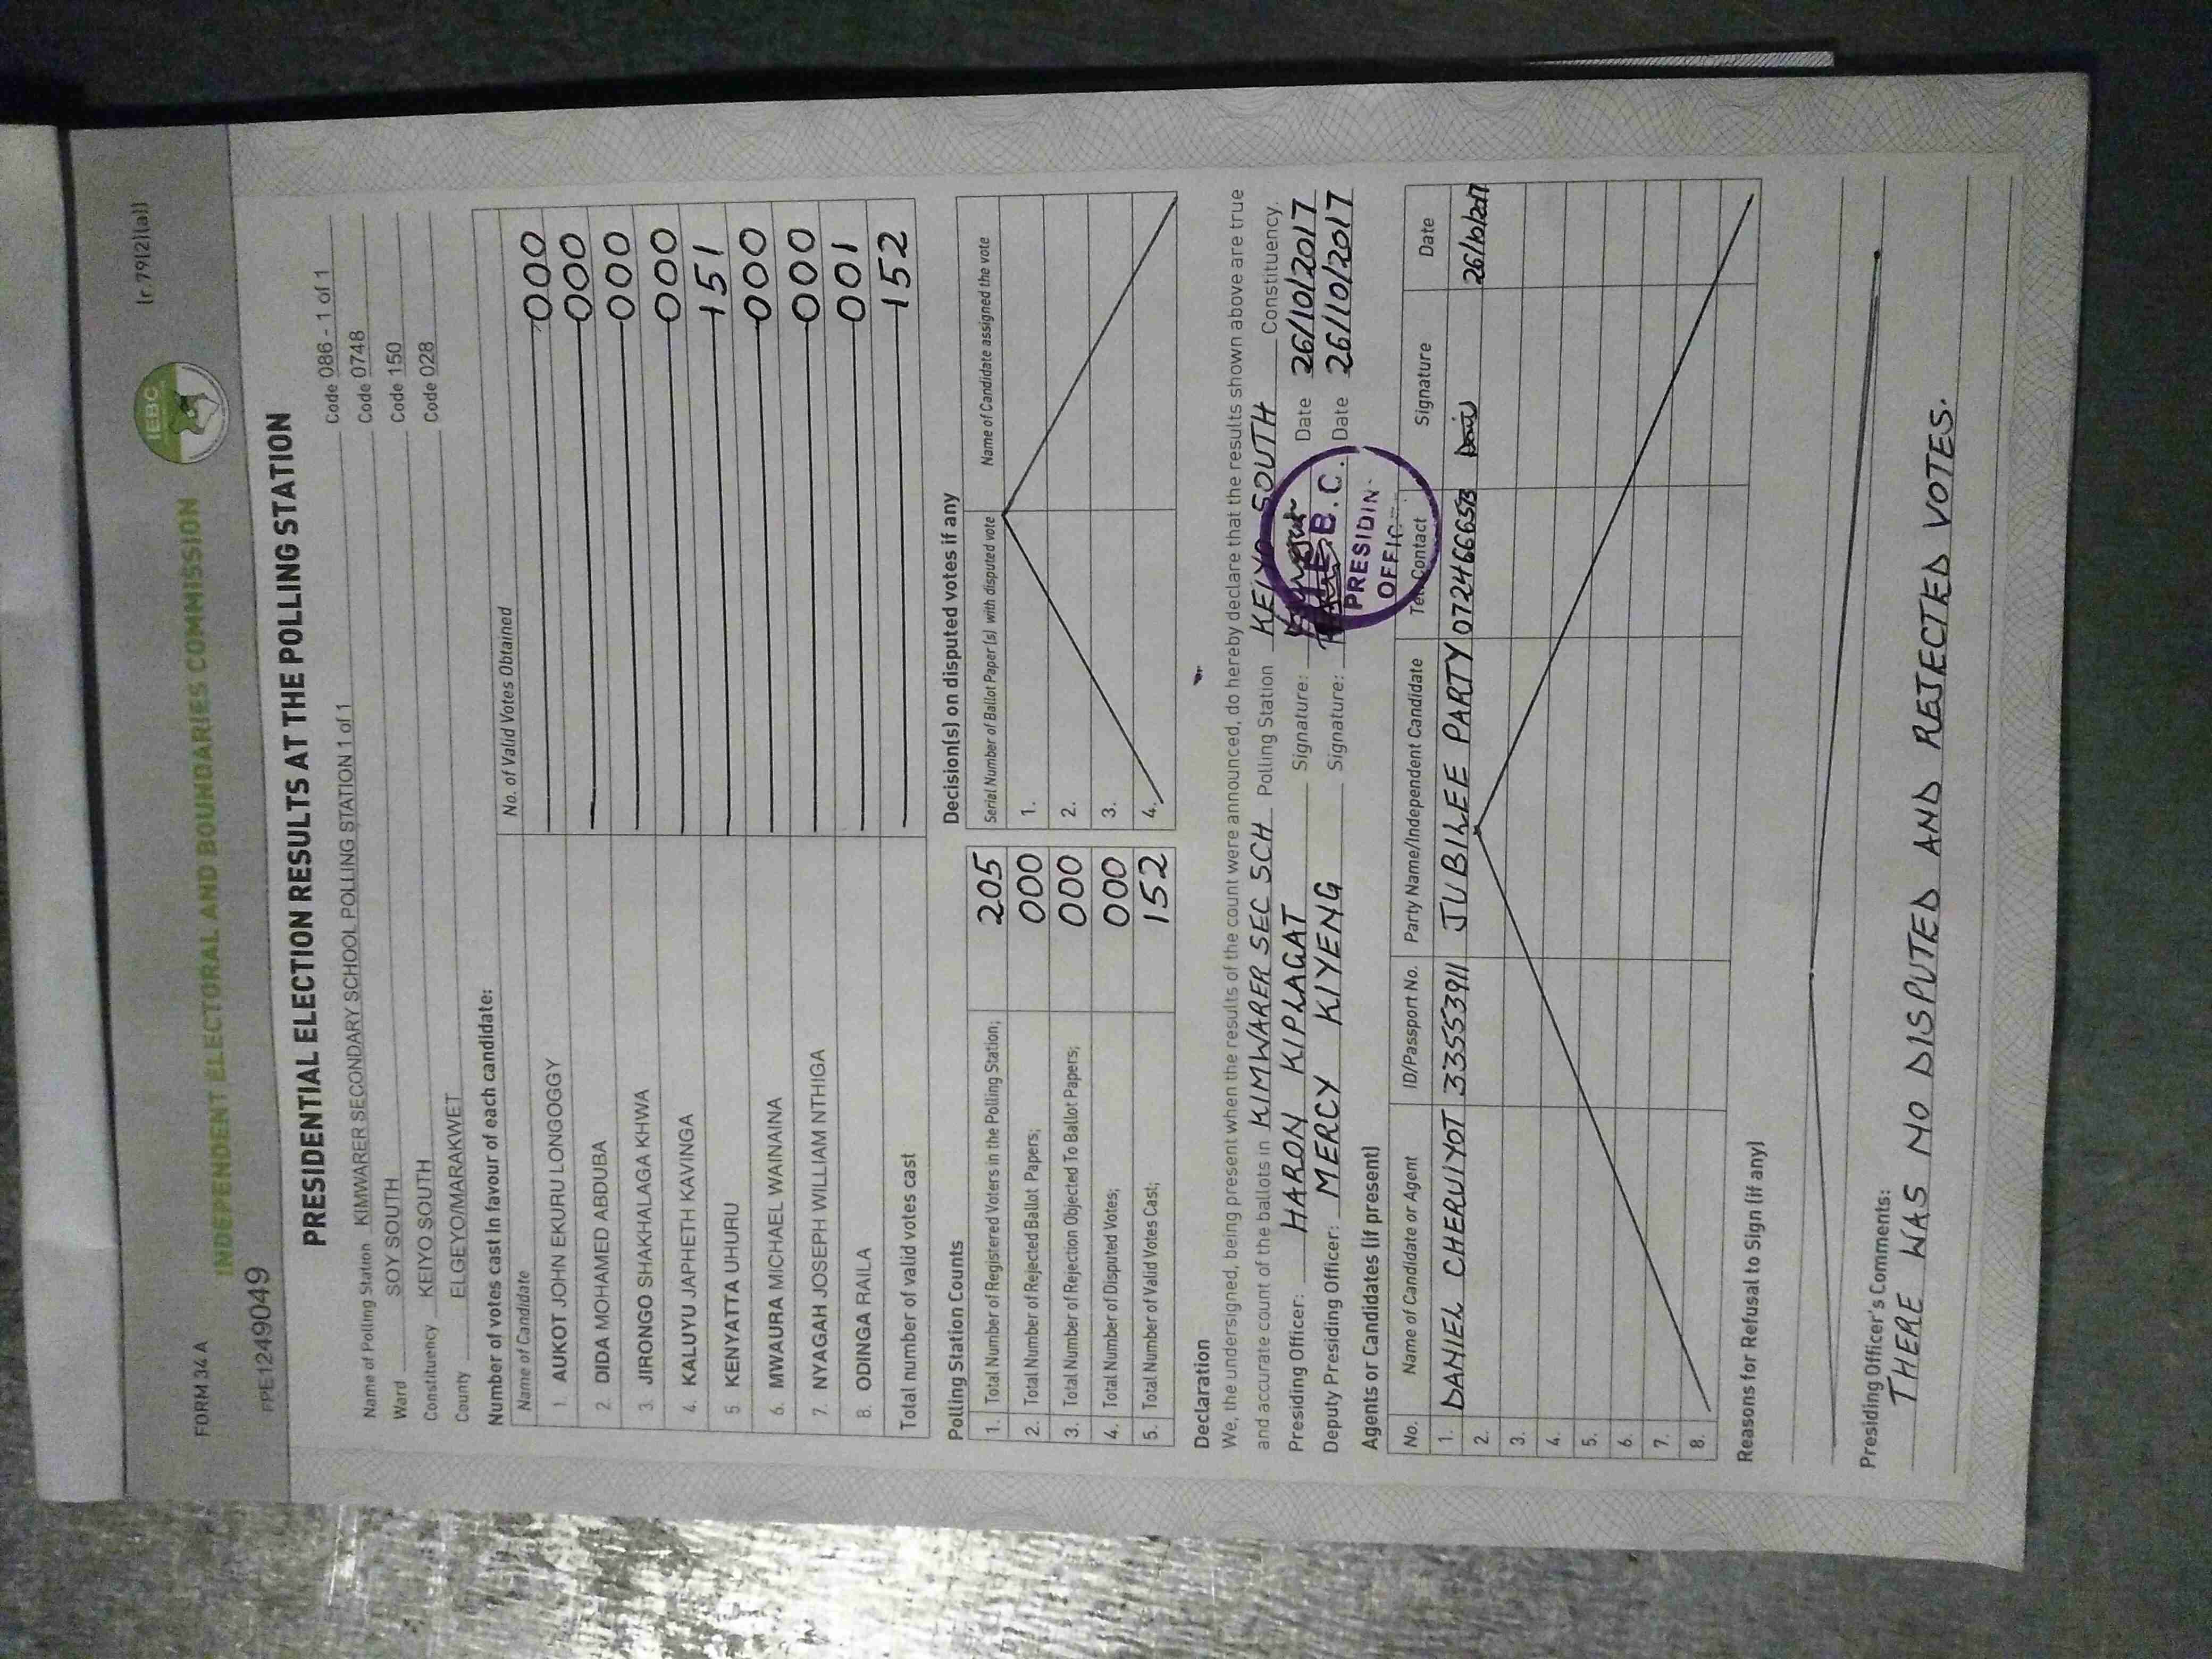 FORM 34 A
(r.79(2)(a))
IEBC
INDEPENDENT ELECTORAL AND BOUNDARIES COMMISSION
PPE1249049
PRESIDENTIAL ELECTION RESULTS AT THE POLLING STATION
Name of Polling Station KIMWARER SECONDARY SCHOOL POLLING STATION 1 of 1 Code 086 - 1 of 1
Ward SOY SOUTH Code 0748
Constituency KEIYO SOUTH Code 150
County ELGEYO/MARAKWET Code 028
Number of votes cast in favour of each candidate:
Name of Candidate No. of Valid Votes Obtained
1. AUKOT JOHN EKURU LONGOGGY 000
2. DIDA MOHAMED ABDUBA 000
3. JIRONGO SHAKHALAGA KHWA 000
4. KALUYU JAPHETH KAVINGA 000
5 KENYATTA UHURU 151
6. MWAURA MICHAEL WAINAINA 000
7. NYAGAH JOSEPH WILLIAM NTHIGA 000
8. ODINGA RAILA 001
Total number of valid votes cast 152
Polling Station Counts
1. Total Number of Registered Voters in the Polling Station; 205
2. Total Number of Rejected Ballot Papers; 000
3. Total Number of Rejection Objected To Ballot Papers; 000
4. Total Number of Disputed Votes; 000
5. Total Number of Valid Votes Cast; 152
Decision(s) on disputed votes if any
Serial Number of Ballot Paper (s) with disputed vote Name of Candidate assigned the vote
1.
2.
3.
4.
Declaration
We, the undersigned, being present when the results of the count were announced, do hereby declare that the results shown above are true
and accurate count of the ballots in KIMWARER SEC SCH Polling Station KEIYO SOUTH Constituency.
Presiding Officer: HARON KIPLAGAT Signature: Date 26/10/2017
Deputy Presiding Officer: MERCY KIYENG Signature: Date 26/10/2017
I.E.B.C.
PRESIDIN
OFFIC
Agents or Candidates (if present)
No. Name of Candidate or Agent ID/Passport No. Party Name/Independent Candidate Tel. Contact Signature Date
1. DANIEL CHERUIYOT 33553911 JUBILEE PARTY 26/10/2017
2.
3.
4.
5.
6.
7.
8.
Reasons for Refusal to Sign (if any)
Presiding Officer's Comments:
THERE WAS NO DISPUTED AND REJECTED VOTES.